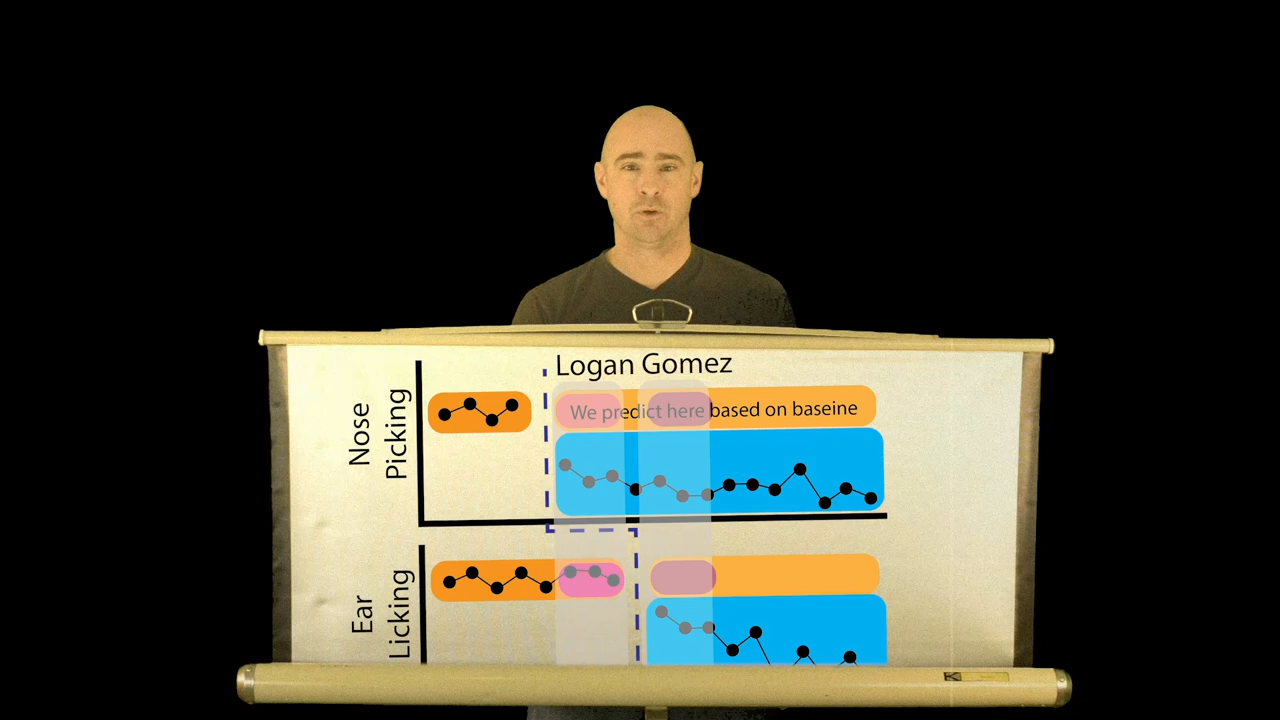 Logan Gomez
Nose
Picking
We predict here based on baseine
Ear
Licking